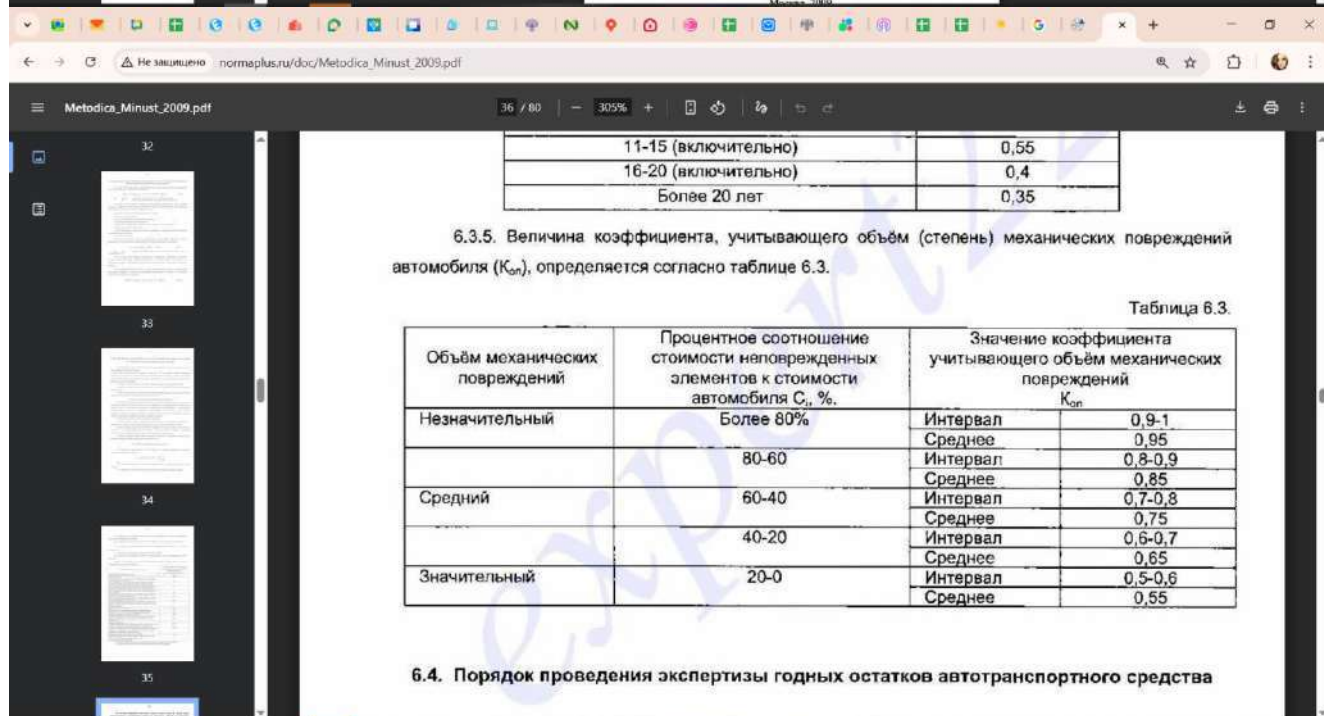 Москва, 2009
Не защищено normaplus.ru/doc/Metodica_Minust_2009.pdf
Metodica_Minust_2009.pdf 36 / 80 305%
32
33
34
35
11-15 (включительно) 0,55
16-20 (включительно) 0,4
Более 20 лет 0,35
6.3.5. Величина коэффициента, учитывающего объём (степень) механических повреждений
автомобиля (Kоп), определяется согласно таблице 6.3.
Таблица 6.3.
Объём механических повреждений
Процентное соотношение стоимости неповрежденных элементов к стоимости автомобиля Ci, %.
Значение коэффициента учитывающего объём механических повреждений Kоп
Незначительный Более 80% Интервал 0,9-1
Среднее 0,95
80-60 Интервал 0,8-0,9
Среднее 0,85
Средний 60-40 Интервал 0,7-0,8
Среднее 0,75
40-20 Интервал 0,6-0,7
Среднее 0,65
Значительный 20-0 Интервал 0,5-0,6
Среднее 0,55
6.4. Порядок проведения экспертизы годных остатков автотранспортного средства